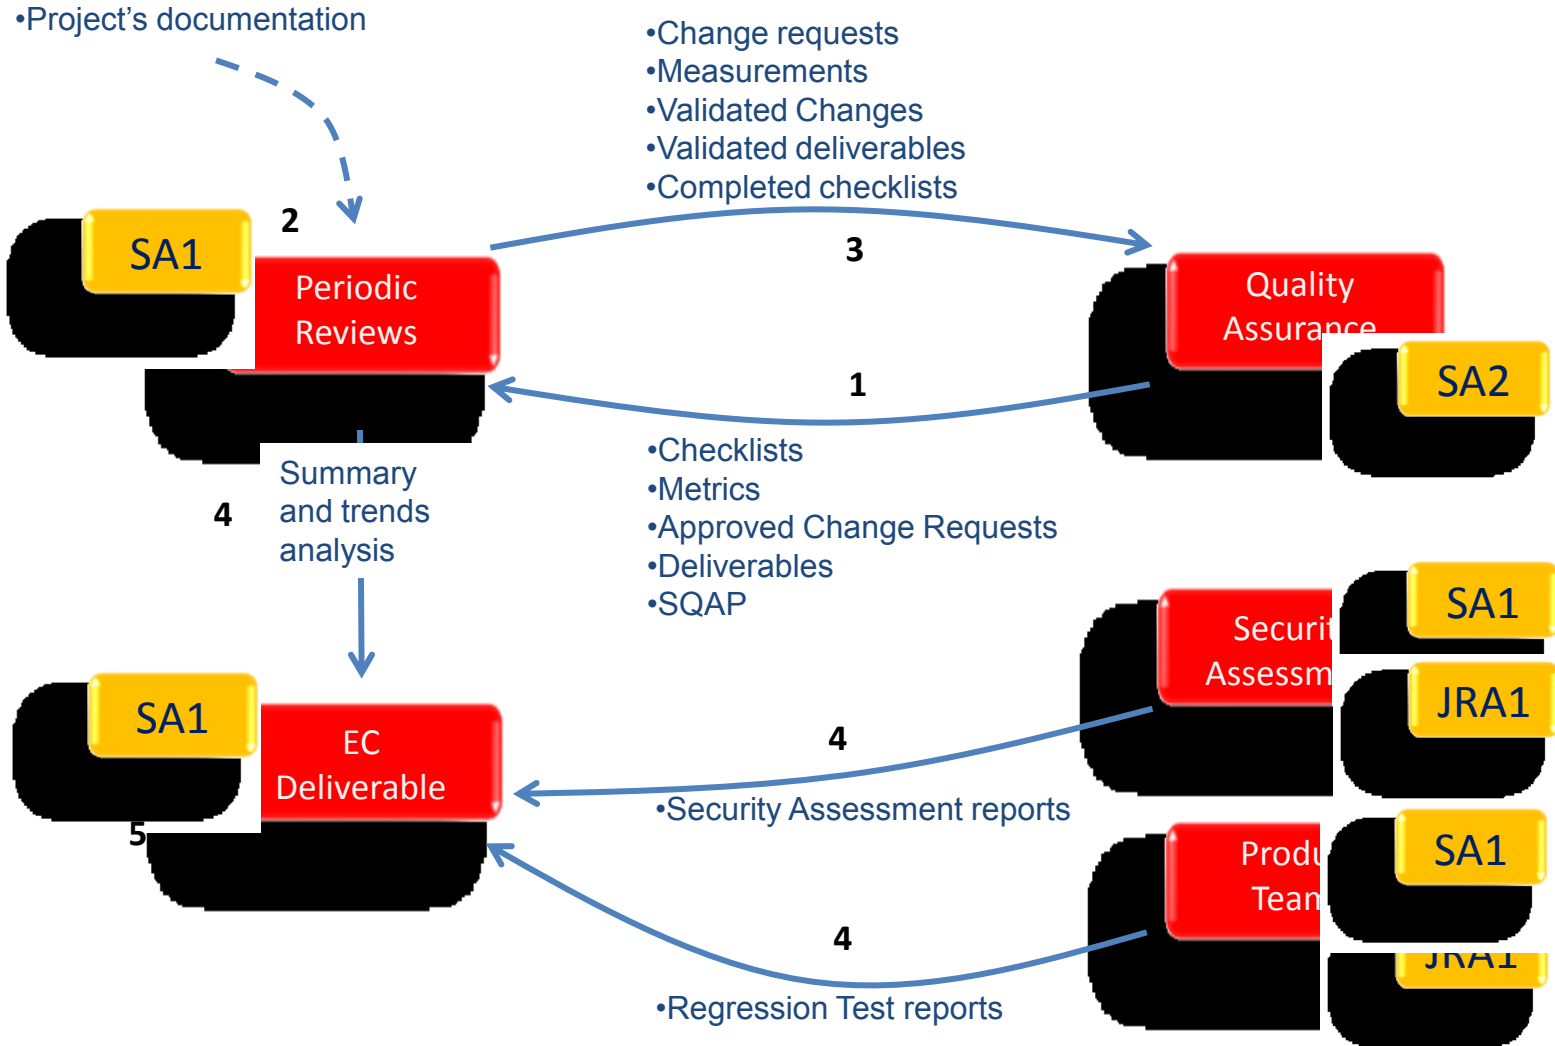 •Project's documentation
•Change requests
•Measurements
•Validated Changes
•Validated deliverables
•Completed checklists
SA1
2
Periodic
Reviews
3
Quality
Assurance
SA2
1
•Checklists
•Metrics
•Approved Change Requests
•Deliverables
•SQAP
Summary
and trends
analysis
4
SA1
JRA1
SA1
EC
Deliverable
5
4
•Security Assessment reports
SA1
JRA1
4
•Regression Test reports